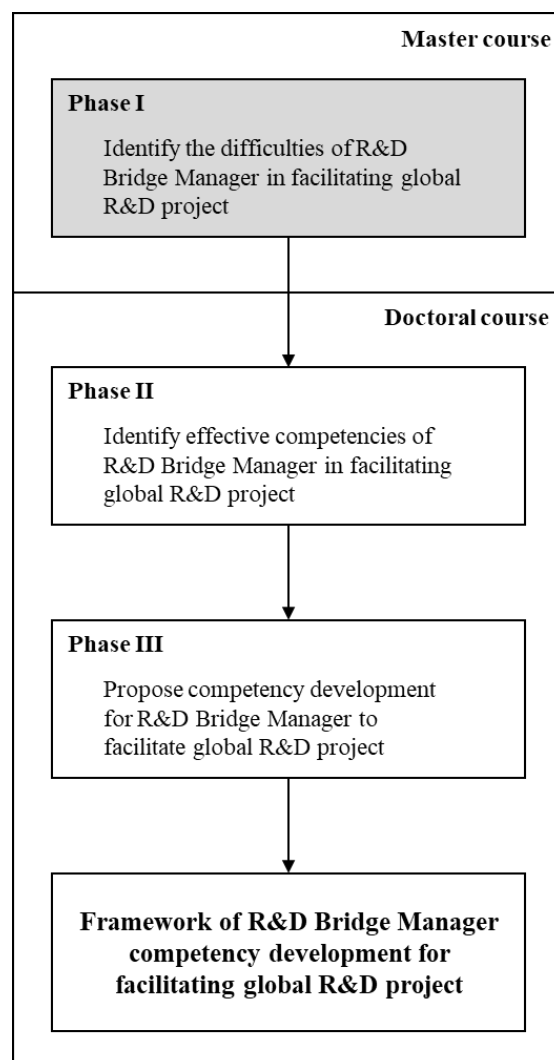 Master course
Phase I
Identify the difficulties of R&D
Bridge Manager in facilitating global
R&D project
Doctoral course
Phase II
Identify effective competencies of
R&D Bridge Manager in facilitating
global R&D project
Phase III
Propose competency development
for R&D Bridge Manager to
facilitate global R&D project
Framework of R&D Bridge Manager
competency development for
facilitating global R&D project